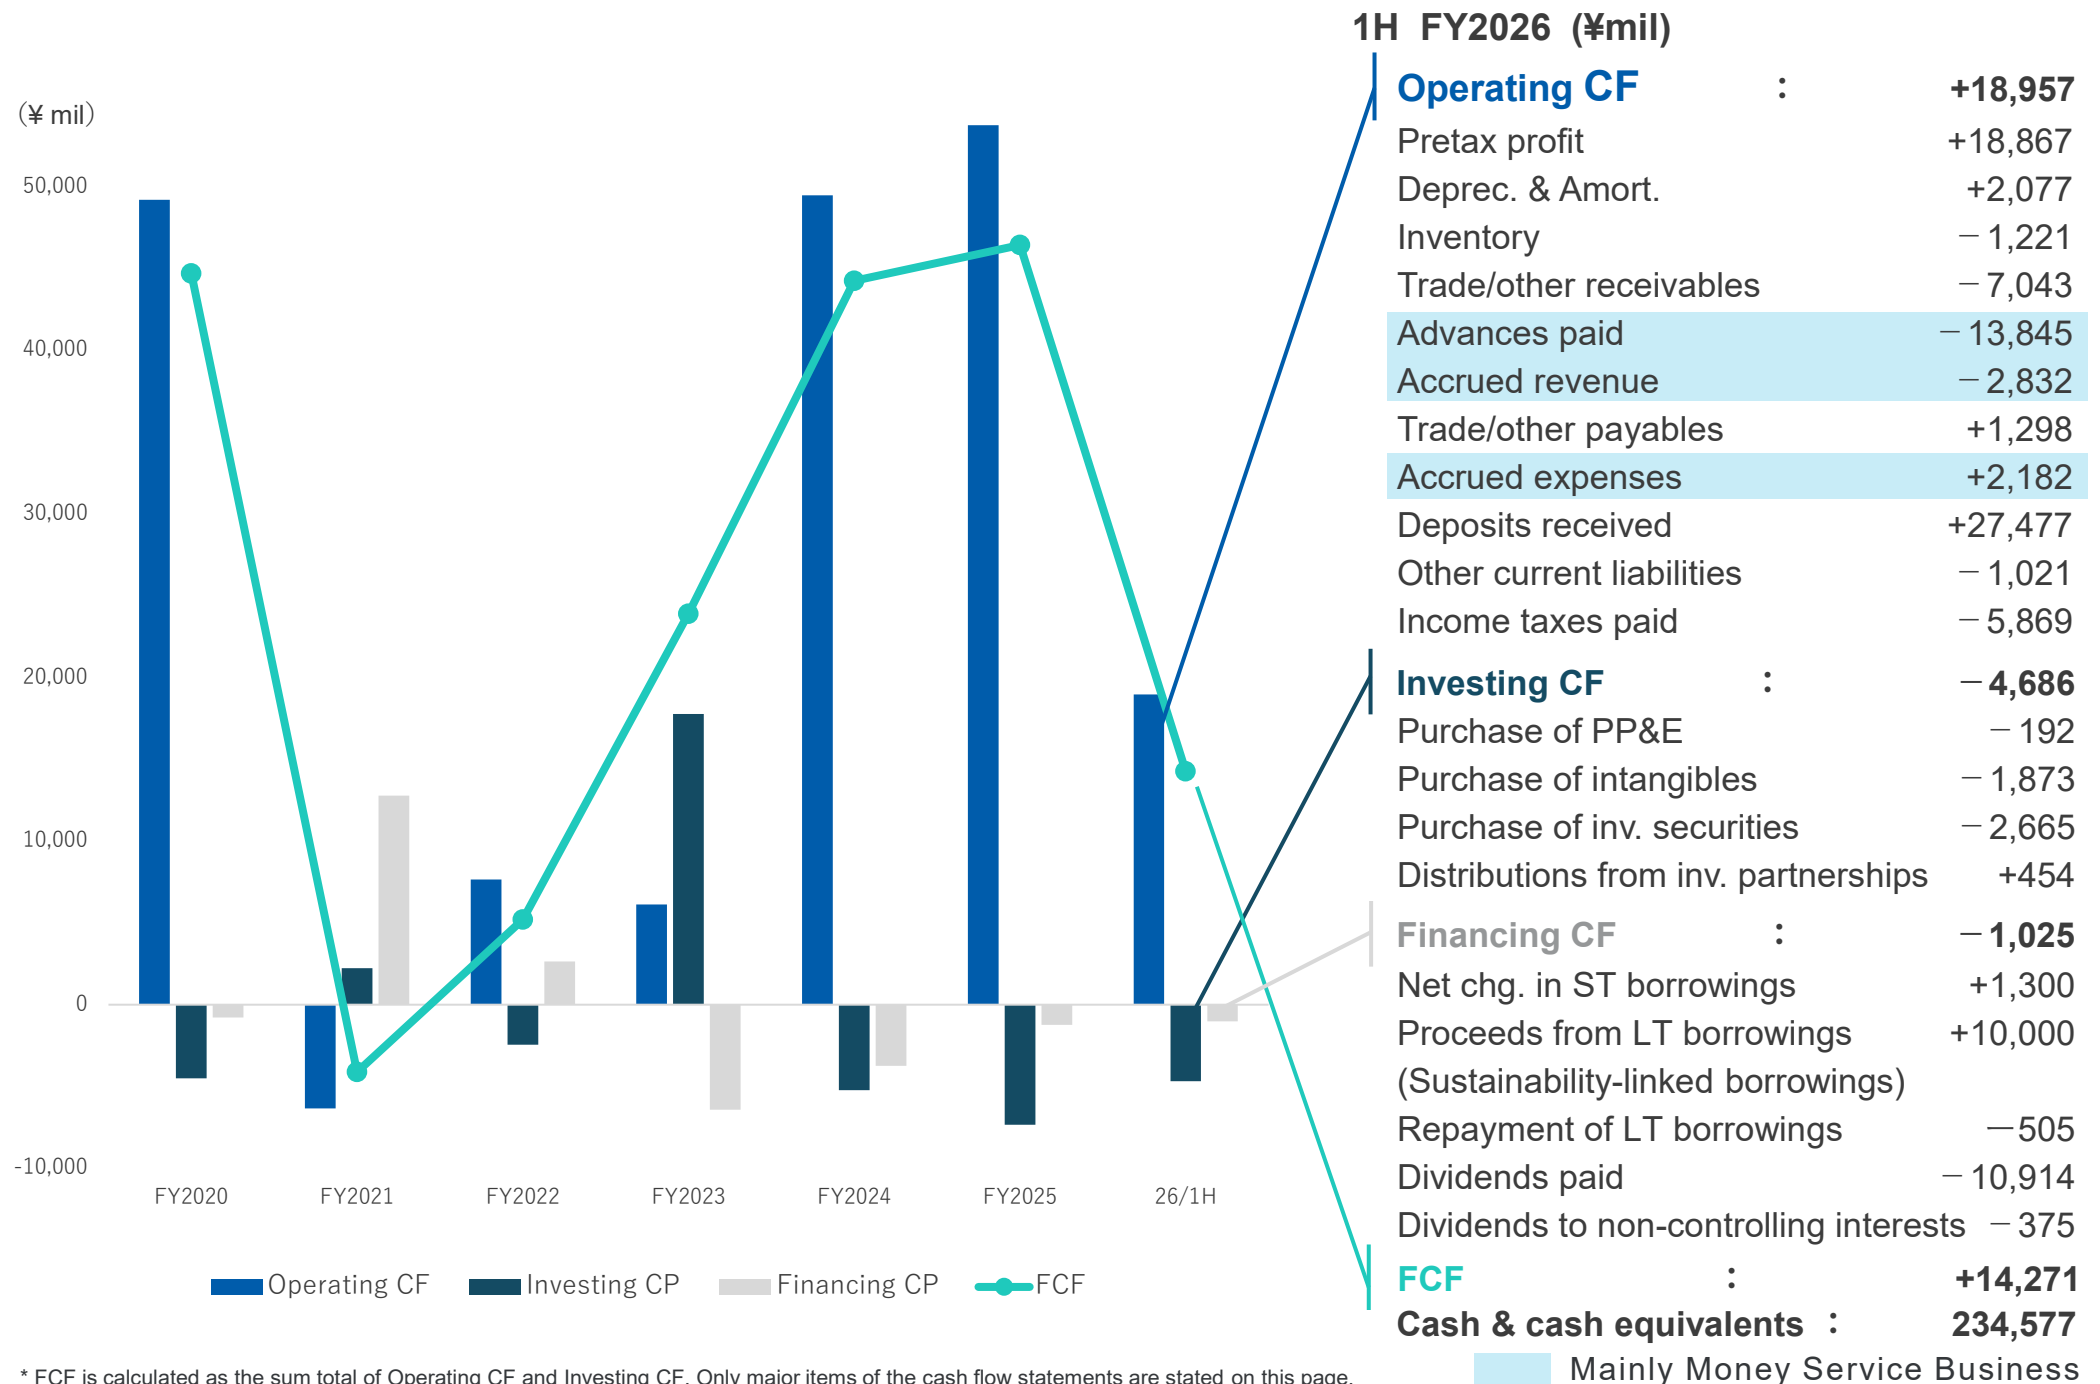 1H FY2026 (¥mil)
(¥ mil)
50,000
40,000
30,000
20,000
10,000
0
-10,000
FY2020 FY2021 FY2022 FY2023 FY2024 FY2025 26/1H
Operating CF Investing CP Financing CP FCF
Operating CF : +18,957
Pretax profit +18,867
Deprec. & Amort. +2,077
Inventory －1,221
Trade/other receivables －7,043
Advances paid －13,845
Accrued revenue －2,832
Trade/other payables +1,298
Accrued expenses +2,182
Deposits received +27,477
Other current liabilities －1,021
Income taxes paid －5,869
Investing CF : －4,686
Purchase of PP&E －192
Purchase of intangibles －1,873
Purchase of inv. securities －2,665
Distributions from inv. partnerships +454
Financing CF : －1,025
Net chg. in ST borrowings +1,300
Proceeds from LT borrowings +10,000
(Sustainability-linked borrowings)
Repayment of LT borrowings —505
Dividends paid －10,914
Dividends to non-controlling interests －375
FCF : +14,271
Cash & cash equivalents : 234,577
Mainly Money Service Business
* FCF is calculated as the sum total of Operating CF and Investing CF. Only major items of the cash flow statements are stated on this page.